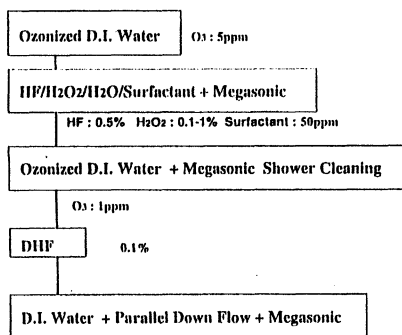 Ozonized D.I. Water O3 : 5ppm
HF/H2O2/H2O/Surfactant + Megasonic
HF : 0.5% H2O2 : 0.1-1% Surfactant : 50ppm
Ozonized D.I. Water + Megasonic Shower Cleaning
O3 : 1ppm
DHF 0.1%
D.I. Water + Parallel Down Flow + Megasonic